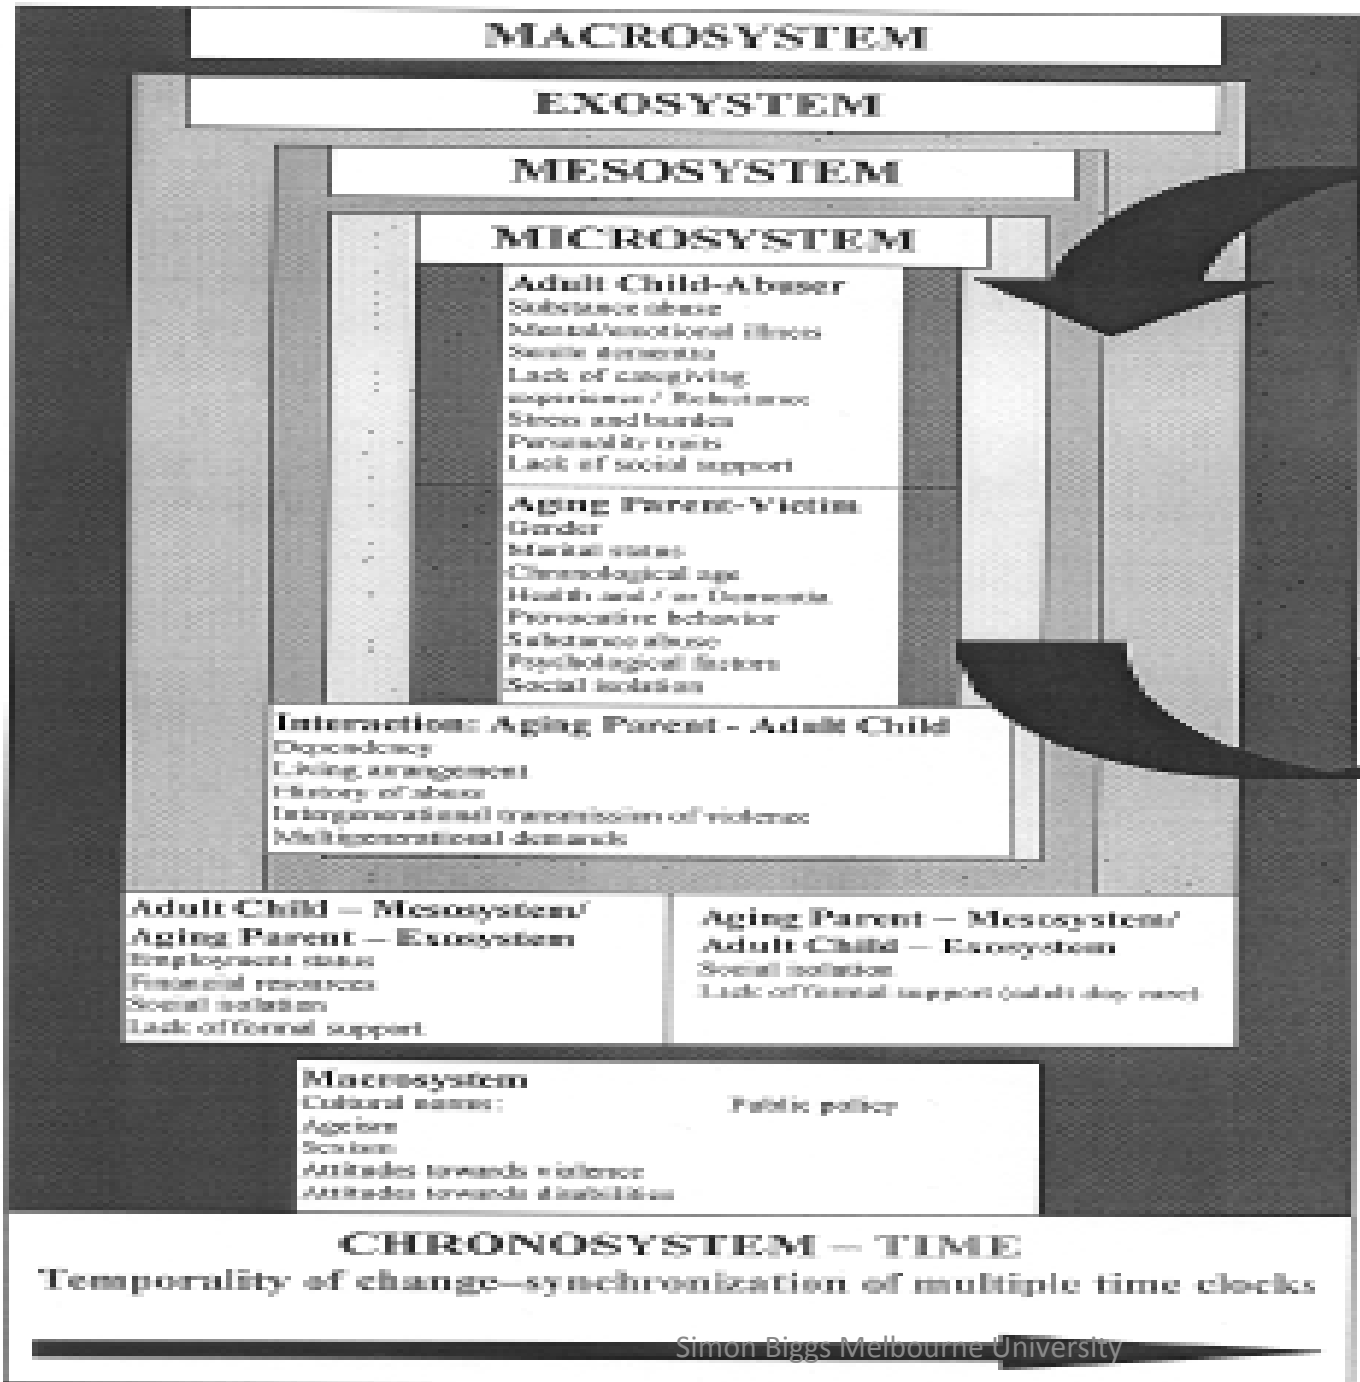 MACROSYSTEM
EXOSYSTEM
MESOSYSTEM
MICROSYSTEM
Adult Child-Abuser
Substance abuse
Mental/emotional illness
Senile dementia
Lack of caregiving
experience / Reluctance
Stress and burden
Personality traits
Lack of social support
Aging Parent-Victim
Gender
Marital status
Chronological age
Health and / or Dementia
Provocative behavior
Substance abuse
Psychological factors
Social isolation
Interaction: Aging Parent - Adult Child
Dependency
Living arrangement
History of abuse
Intergenerational transmission of violence
Multigenerational demands
Adult Child – Mesosystem/
Aging Parent – Exosystem
Employment status
Financial resources
Social isolation
Lack of formal support
Aging Parent – Mesosystem/
Adult Child – Exosystem
Social isolation
Lack of formal support (adult day care)
Macrosystem
Cultural norms:
Public policy
Ageism
Sexism
Attitudes towards violence
Attitudes towards disabilities
CHRONOSYSTEM – TIME
Temporality of change–synchronization of multiple time clocks
Simon Biggs Melbourne University